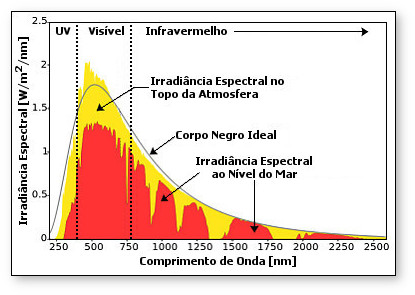 2.5
2
1.5
1
0.5
0
Irradiância Espectral [W/m²/nm]
UV
Visível
Infravermelho
Irradiância Espectral no
Topo da Atmosfera
Corpo Negro Ideal
Irradiância Espectral
ao Nível do Mar
250 500 750 1000 1250 1500 1750 2000 2250 2500
Comprimento de Onda [nm]